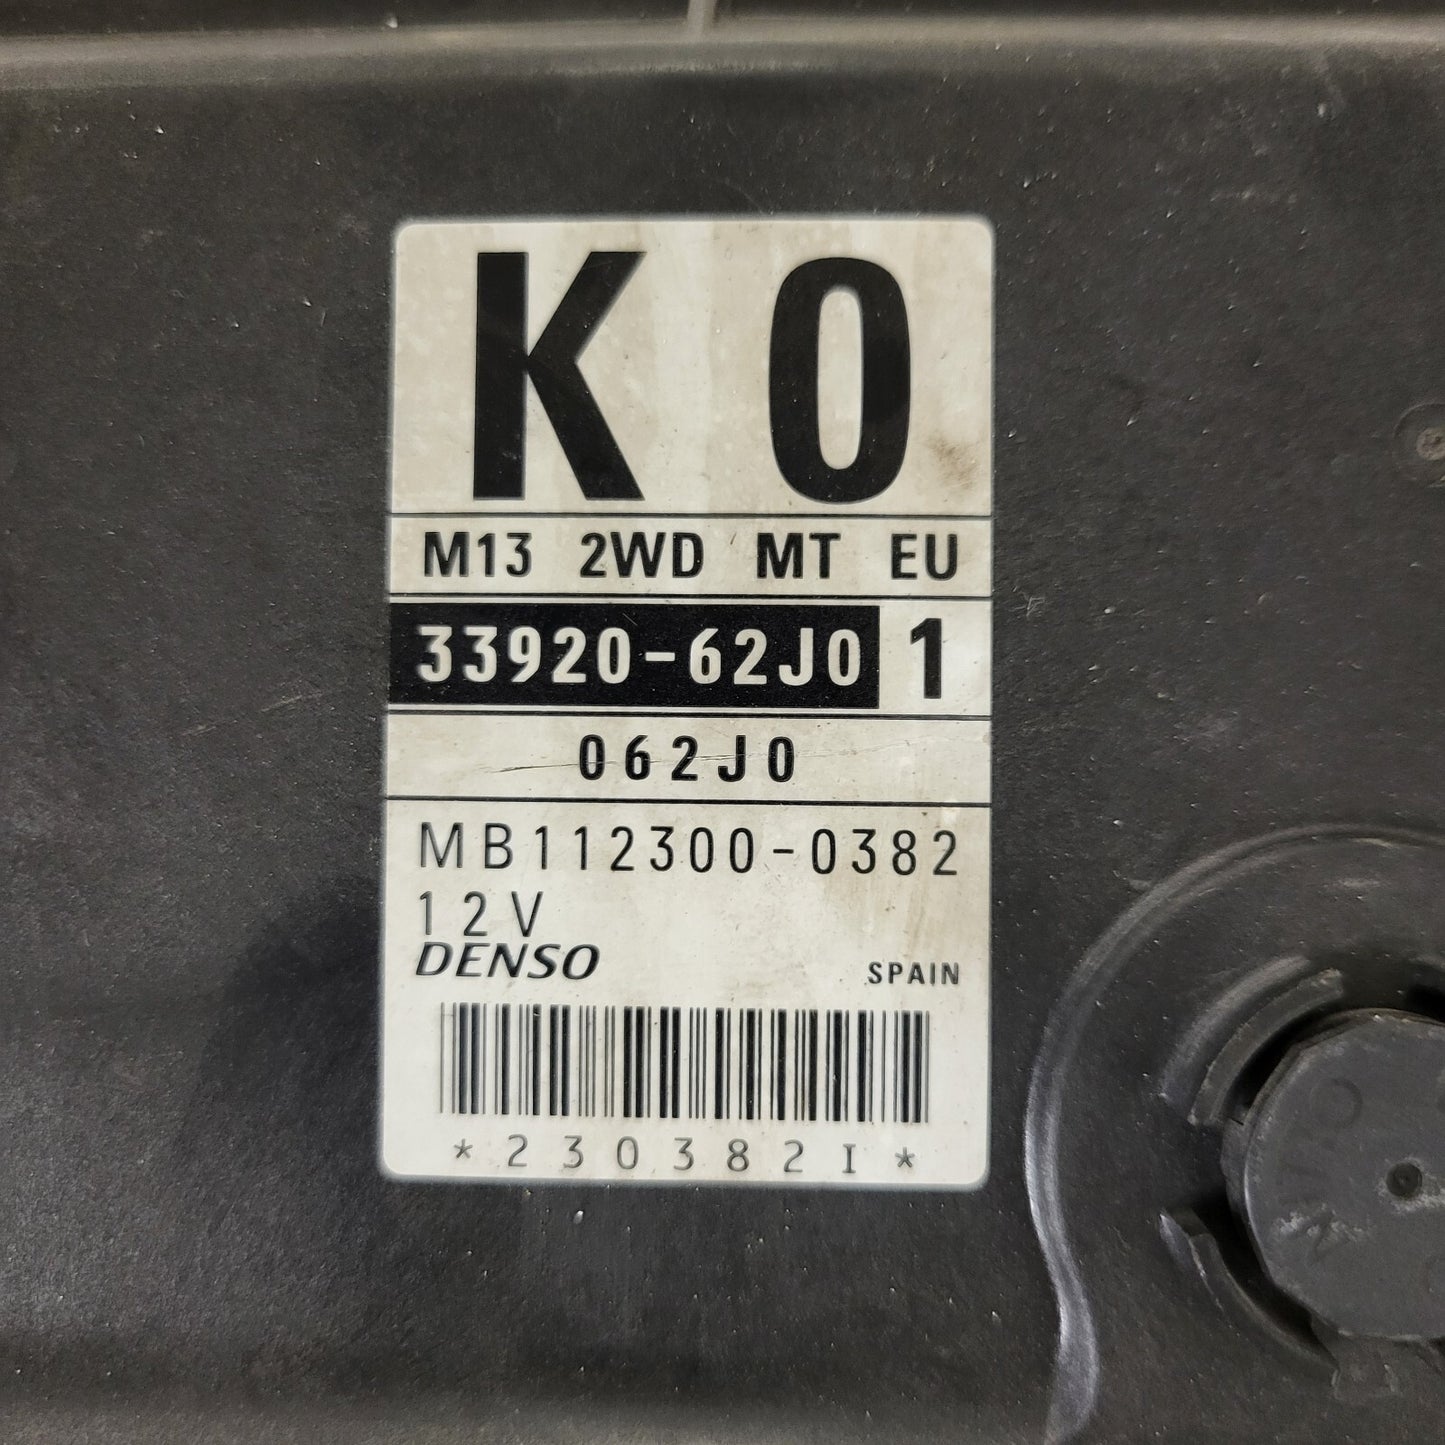 K 0
M13 2WD MT EU
33920-62J0 1
062J0
MB112300-0382
12V
DENSO SPAIN
*230382I*